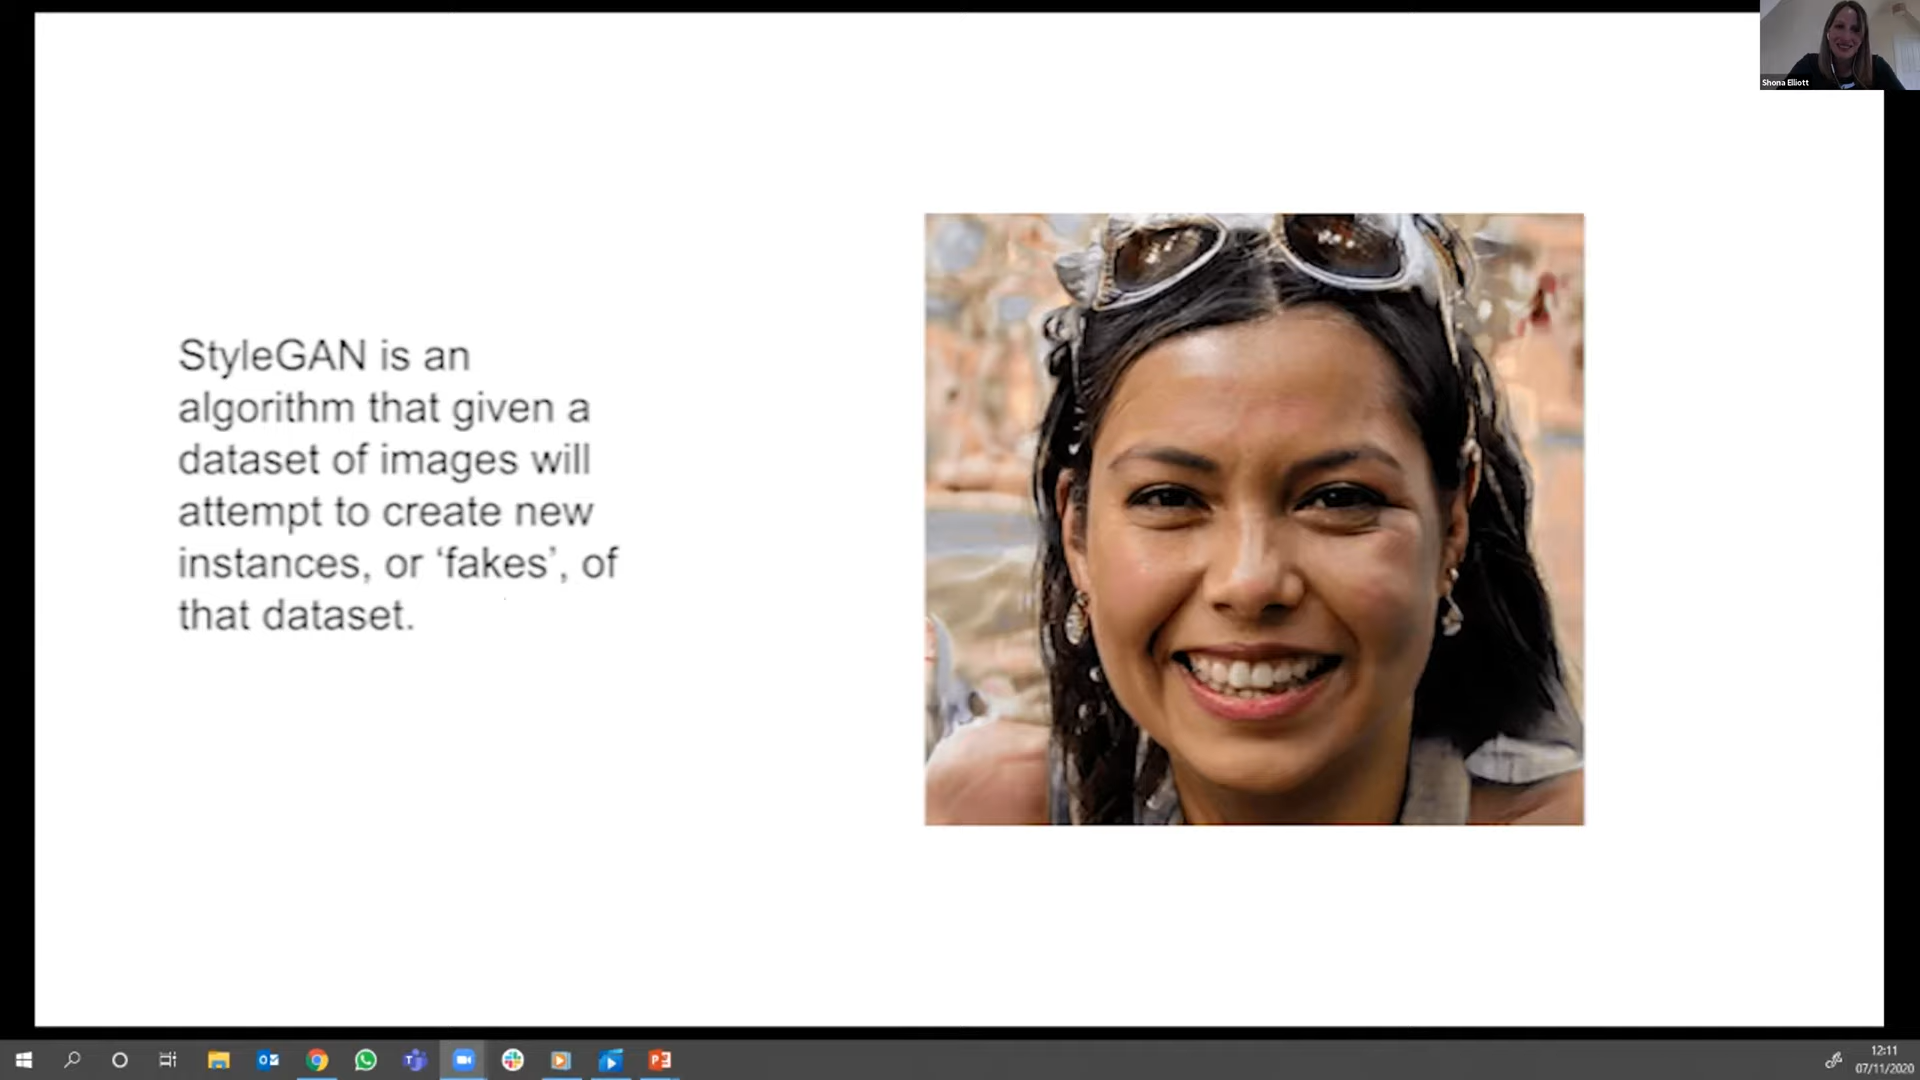 Shona Elliott
StyleGAN is an
algorithm that given a
dataset of images will
attempt to create new
instances, or ‘fakes’, of
that dataset.
12:11
07/11/2020